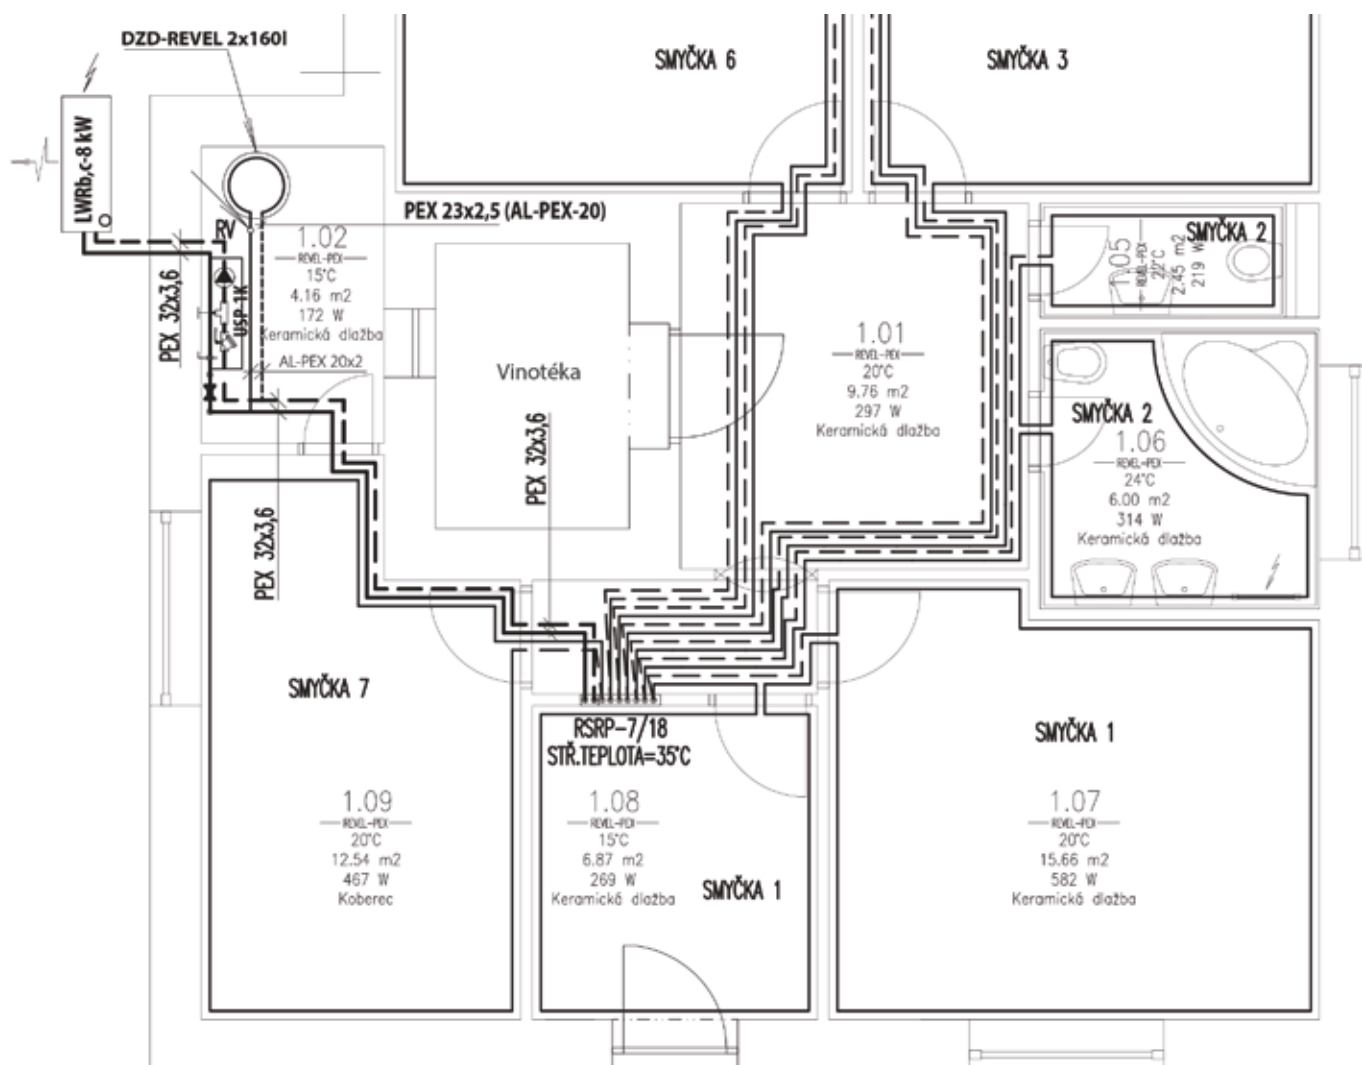 DZD-REVEL 2x160l
SMYČKA 6
SMYČKA 3
LWRb,c-8 kW
PEX 23x2,5 (AL-PEX-20)
RV
1.02
REVEL-PEX
15°C
4.16 m2
172 W
Keramická dlažba
USP 1K
PEX 32x3,6
AL-PEX 20x2
SMYČKA 2
1.05
REVEL-PEX
22°C
2.45 m2
219 W
Vinotéka
1.01
REVEL-PEX
20°C
9.76 m2
297 W
Keramická dlažba
SMYČKA 2
1.06
REVEL-PEX
24°C
6.00 m2
314 W
Keramická dlažba
PEX 32x3,6
PEX 32x3,6
SMYČKA 7
RSRP-7/18
STŘ.TEPLOTA=35°C
SMYČKA 1
1.09
REVEL-PEX
20°C
12.54 m2
467 W
Koberec
1.08
REVEL-PEX
15°C
6.87 m2
269 W
Keramická dlažba
SMYČKA 1
1.07
REVEL-PEX
20°C
15.66 m2
582 W
Keramická dlažba